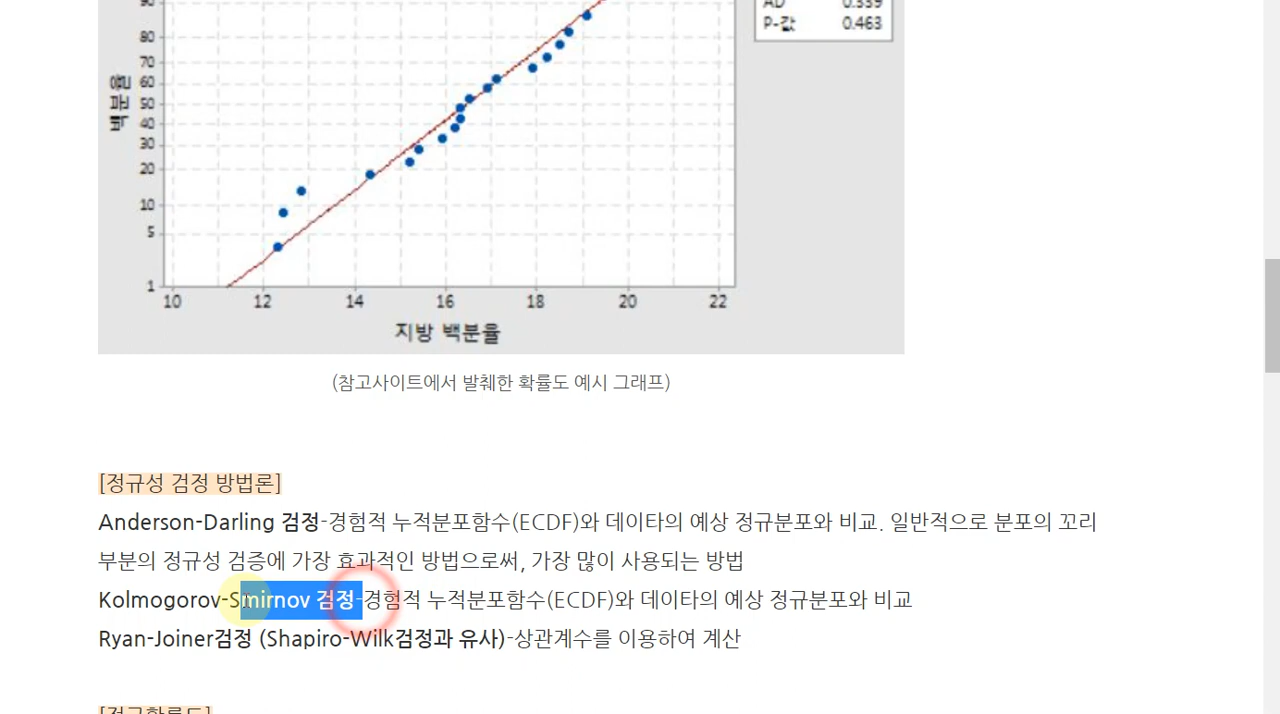 90
AD 0.339
P-값 0.463
80
70
60
50
40
30
20
10
5
1
백분율
10 12 14 16 18 20 22
지방 백분율
(참고사이트에서 발췌한 확률도 예시 그래프)
[정규성 검정 방법론]
Anderson-Darling 검정-경험적 누적분포함수(ECDF)와 데이타의 예상 정규분포와 비교. 일반적으로 분포의 꼬리
부분의 정규성 검증에 가장 효과적인 방법으로써, 가장 많이 사용되는 방법
Kolmogorov-Smirnov 검정-경험적 누적분포함수(ECDF)와 데이타의 예상 정규분포와 비교
Ryan-Joiner검정 (Shapiro-Wilk검정과 유사)-상관계수를 이용하여 계산
[정규확률도]